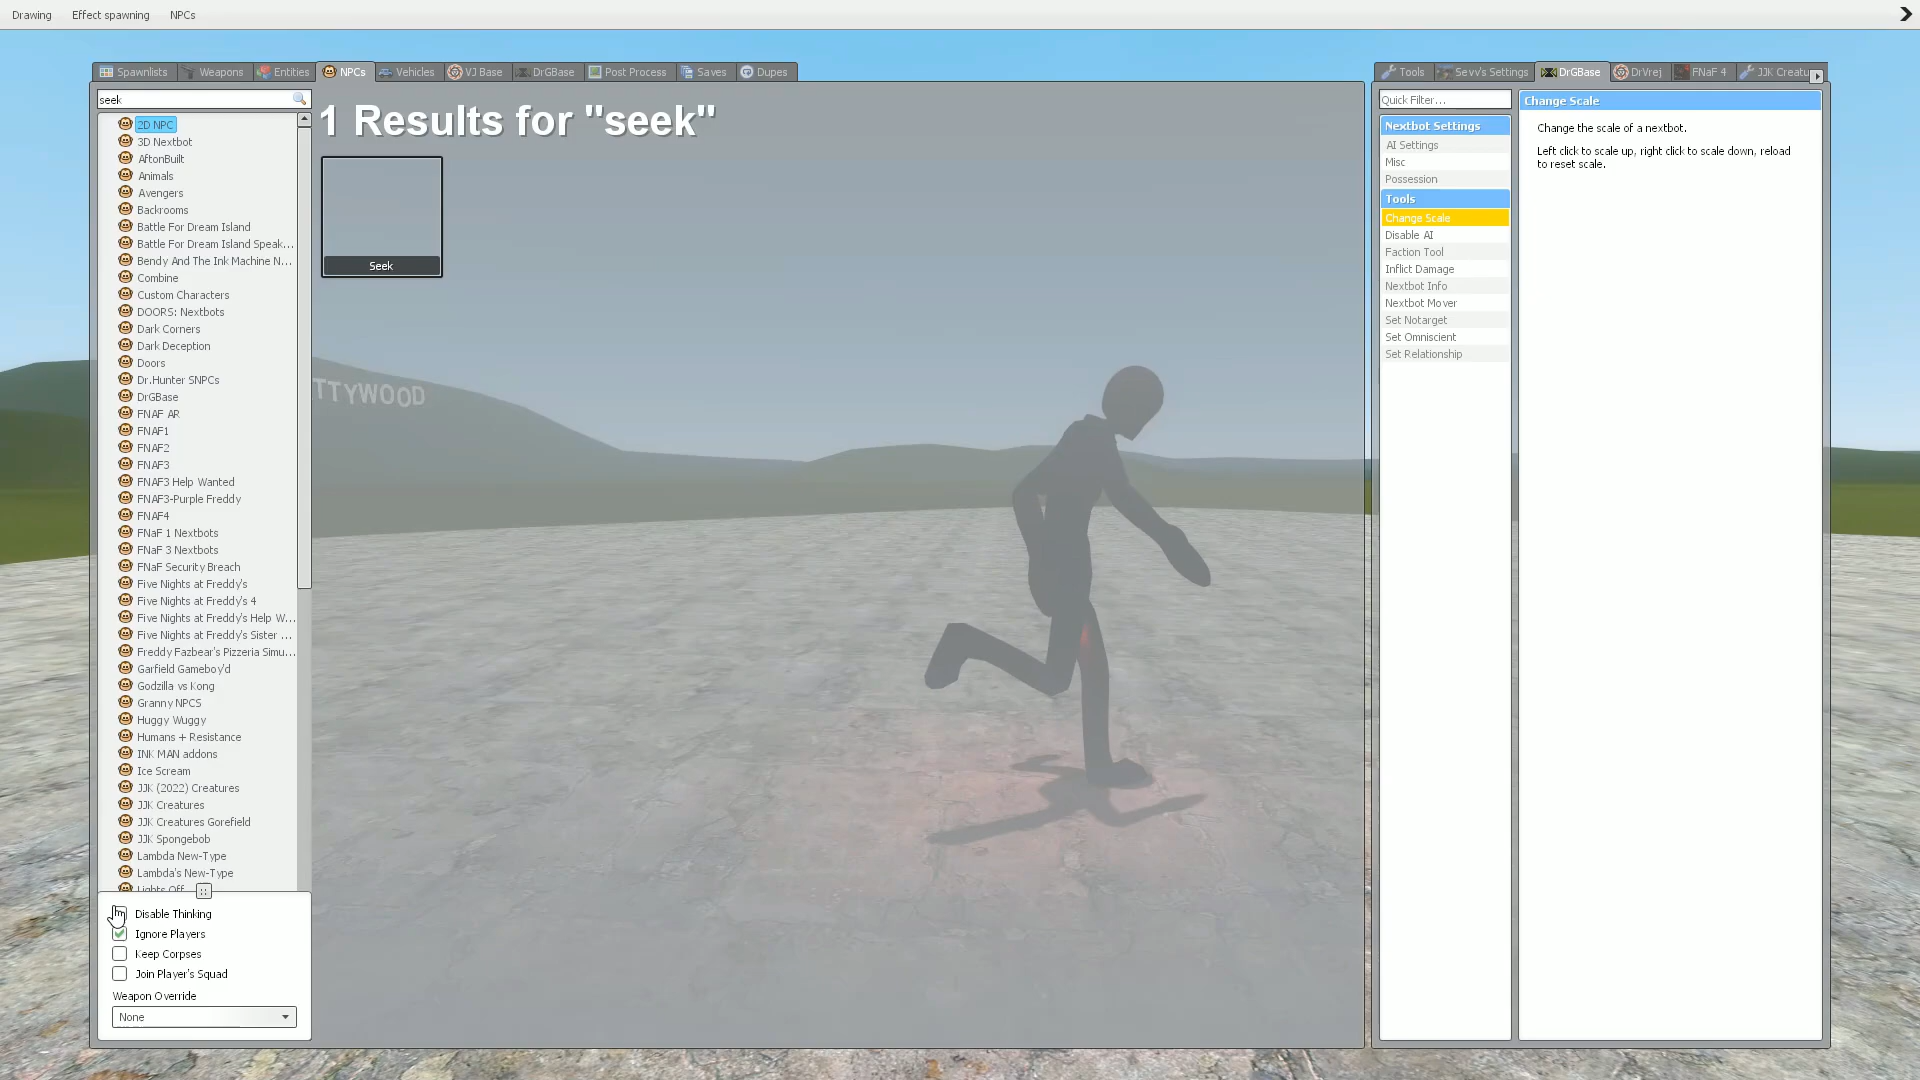 Drawing Effect spawning NPCs
Spawnlists Weapons Entities NPCs Vehicles VJ Base DrGBase Post Process Saves Dupes
Tools Sevv's Settings DrGBase DrVrej FNaF 4 JJK Creatu
seek
1 Results for "seek"
Seek
2D NPC
3D Nextbot
AftonBuilt
Animals
Avengers
Backrooms
Battle For Dream Island
Battle For Dream Island Speak...
Bendy And The Ink Machine N...
Combine
Custom Characters
DOORS: Nextbots
Dark Corners
Dark Deception
Doors
Dr.Hunter SNPCs
DrGBase
FNAF AR
FNAF1
FNAF2
FNAF3
FNAF3 Help Wanted
FNAF3-Purple Freddy
FNAF4
FNaF 1 Nextbots
FNaF 3 Nextbots
FNaF Security Breach
Five Nights at Freddy's
Five Nights at Freddy's 4
Five Nights at Freddy's Help W...
Five Nights at Freddy's Sister ...
Freddy Fazbear's Pizzeria Simu...
Garfield Gameboy'd
Godzilla vs Kong
Granny NPCS
Huggy Wuggy
Humans + Resistance
INK MAN addons
Ice Scream
JJK (2022) Creatures
JJK Creatures
JJK Creatures Gorefield
JJK Spongebob
Lambda New-Type
Lambda's New-Type
Lights Off
Disable Thinking
Ignore Players
Keep Corpses
Join Player's Squad
Weapon Override
None
TTYWOOD
Quick Filter...
Nextbot Settings
AI Settings
Misc
Possession
Tools
Change Scale
Disable AI
Faction Tool
Inflict Damage
Nextbot Info
Nextbot Mover
Set Notarget
Set Omniscient
Set Relationship
Change Scale
Change the scale of a nextbot.
Left click to scale up, right click to scale down, reload
to reset scale.